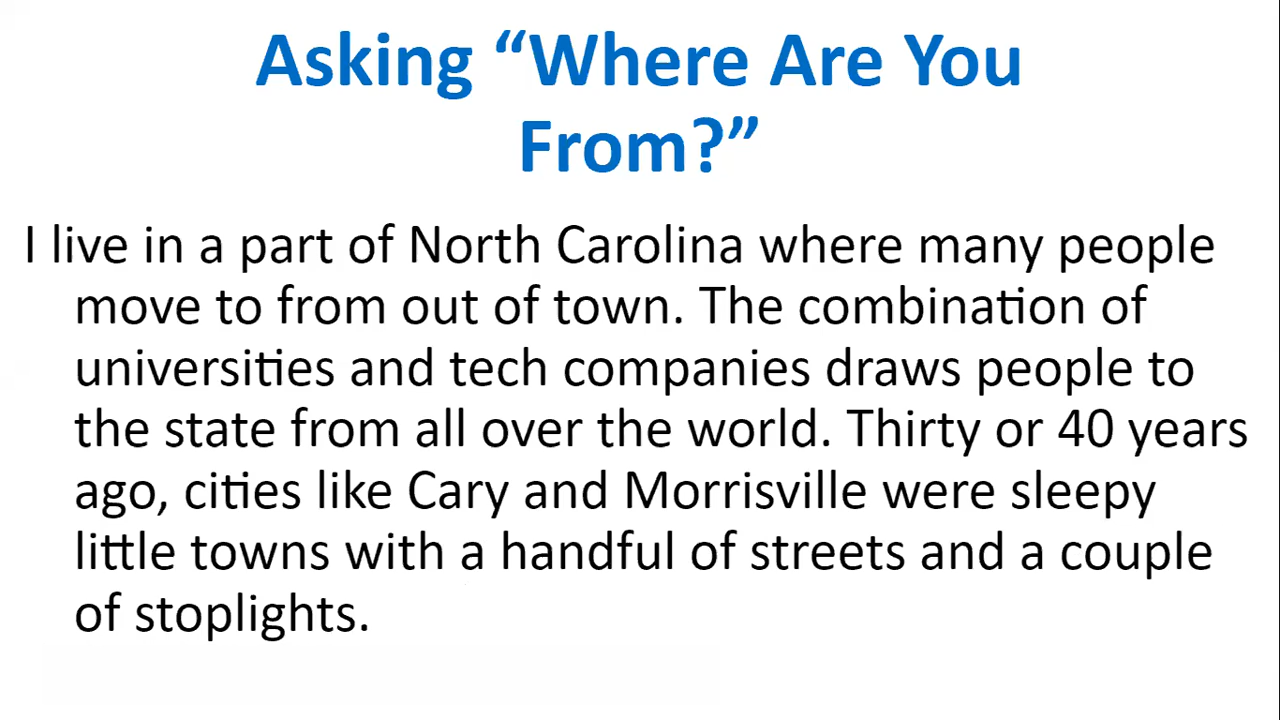 Asking “Where Are You
From?”
I live in a part of North Carolina where many people
move to from out of town. The combination of
universities and tech companies draws people to
the state from all over the world. Thirty or 40 years
ago, cities like Cary and Morrisville were sleepy
little towns with a handful of streets and a couple
of stoplights.